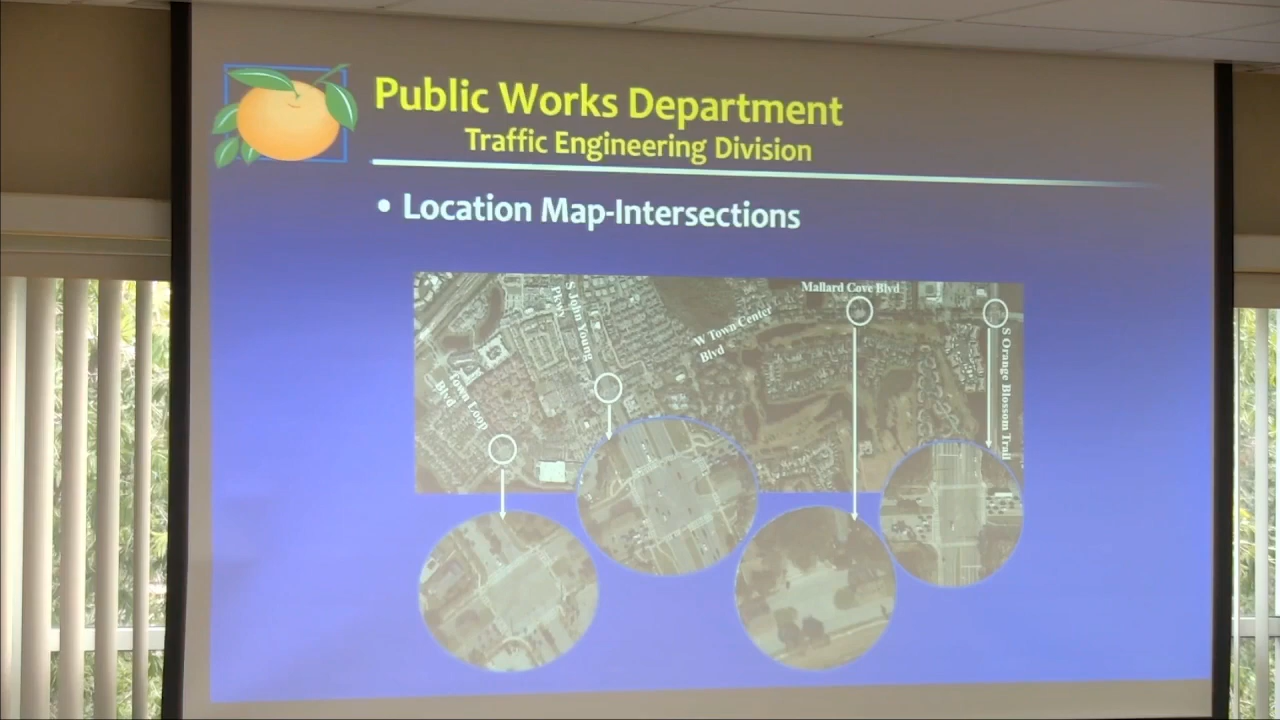 Public Works Department
Traffic Engineering Division
• Location Map-Intersections
Mallard Cove Blvd
S John Young
Pkwy
W Town Center
Blvd
S Orange Blossom Trail
Town Loop
Blvd